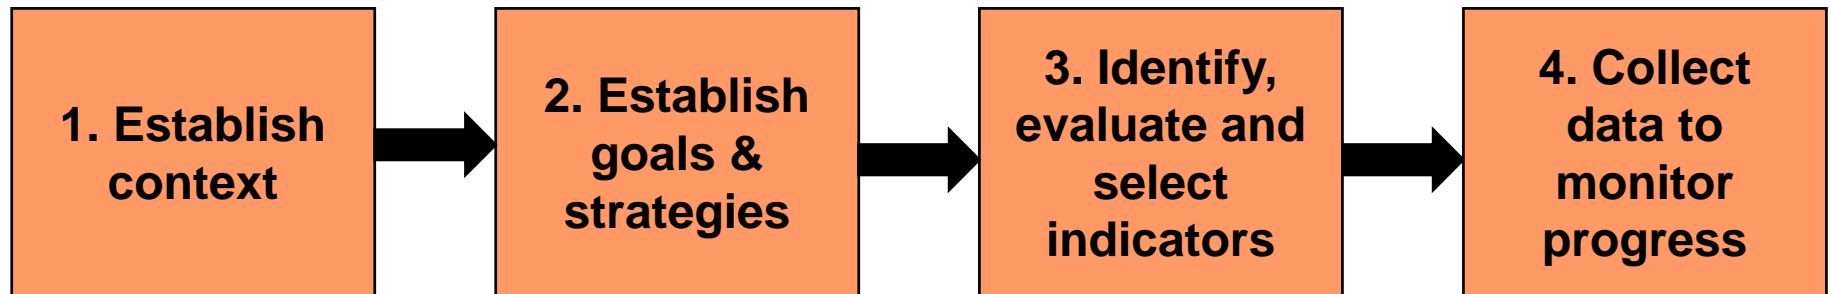 1. Establish
context
2. Establish
goals &
strategies
3. Identify,
evaluate and
select
indicators
4. Collect
data to
monitor
progress